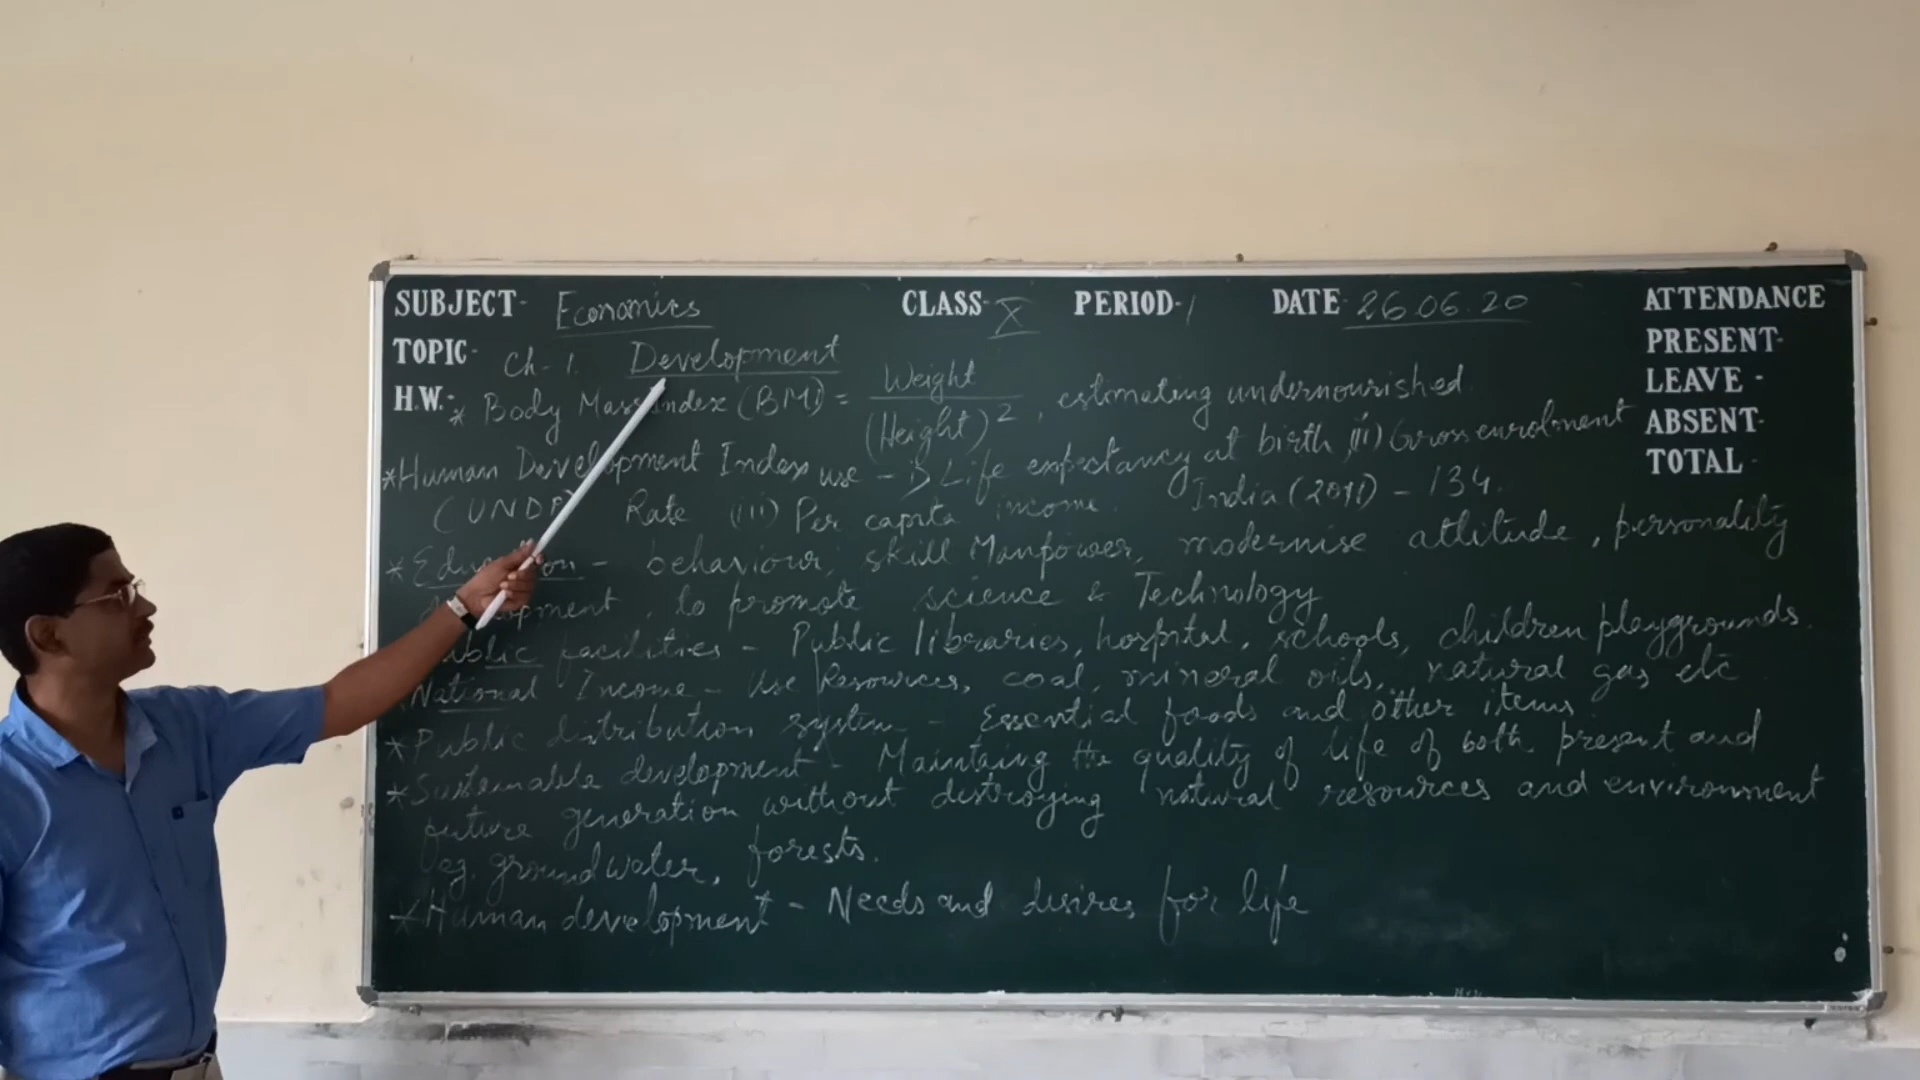 SUBJECT- Economics CLASS- X PERIOD- 1 DATE- 26.06.20 ATTENDANCE
TOPIC- Ch-1. Development PRESENT-
H.W.- * Body Mass Index (BMI) = Weight / (Height)², estimating undernourished LEAVE -
* Human Development Index use - i) Life expectancy at birth, (ii) Gross enrolment ABSENT-
(UNDP) Rate (iii) Per capita income. India (2011) - 134. TOTAL -
* Education - behaviour, skill Manpower, modernise attitude, personality
development, to promote science & Technology
Public facilities - Public libraries, hospital, schools, children playgrounds.
National Income - Use Resources, coal, mineral oils, natural gas etc
* Public distribution system - Essential foods and other items
* Sustainable development - Maintaing the quality of life of both present and
future generation without distroying natural resources and environment
eg. groundwater, forests.
* Human development - Needs and desires for life